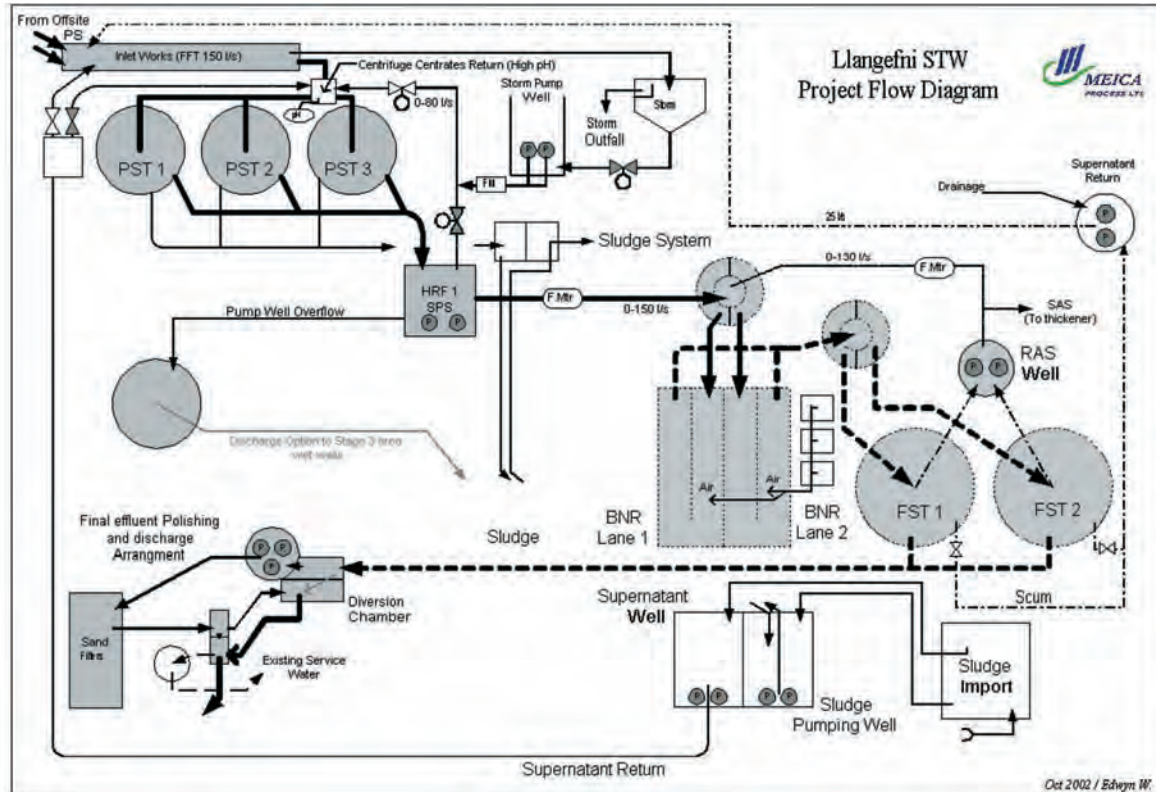 From Offsite
PS
Inlet Works (FFT 150 l/s)
Centrifuge Centrates Return (High pH)
pH
0-80 l/s
Storm Pump
Well
Storm
Storm
Outfall
Llangefni STW
Project Flow Diagram
MEICA
PROCESS LTD
PST 1
PST 2
PST 3
P
P
Supernatant
Return
Drainage
P
P
Sludge System
HRF 1
SPS
P
P
F.Mtr
0-150 l/s
0-130 l/s
F.Mtr
SAS
(To thickener)
Pump Well Overflow
P
P
RAS
Well
Discharge Option to Stage 3 area
wet wells
Air
Air
BNR
Lane 1
BNR
Lane 2
FST 1
FST 2
Final effluent Polishing
and discharge
Arrangment
Sludge
P
P
P
Diversion
Chamber
Scum
Sand
Filtres
Existing Service
Water
Supernatant
Well
P
P
P
P
Sludge
Pumping Well
Sludge
Import
Supernatant Return
Oct 2002 / Edwyn W.